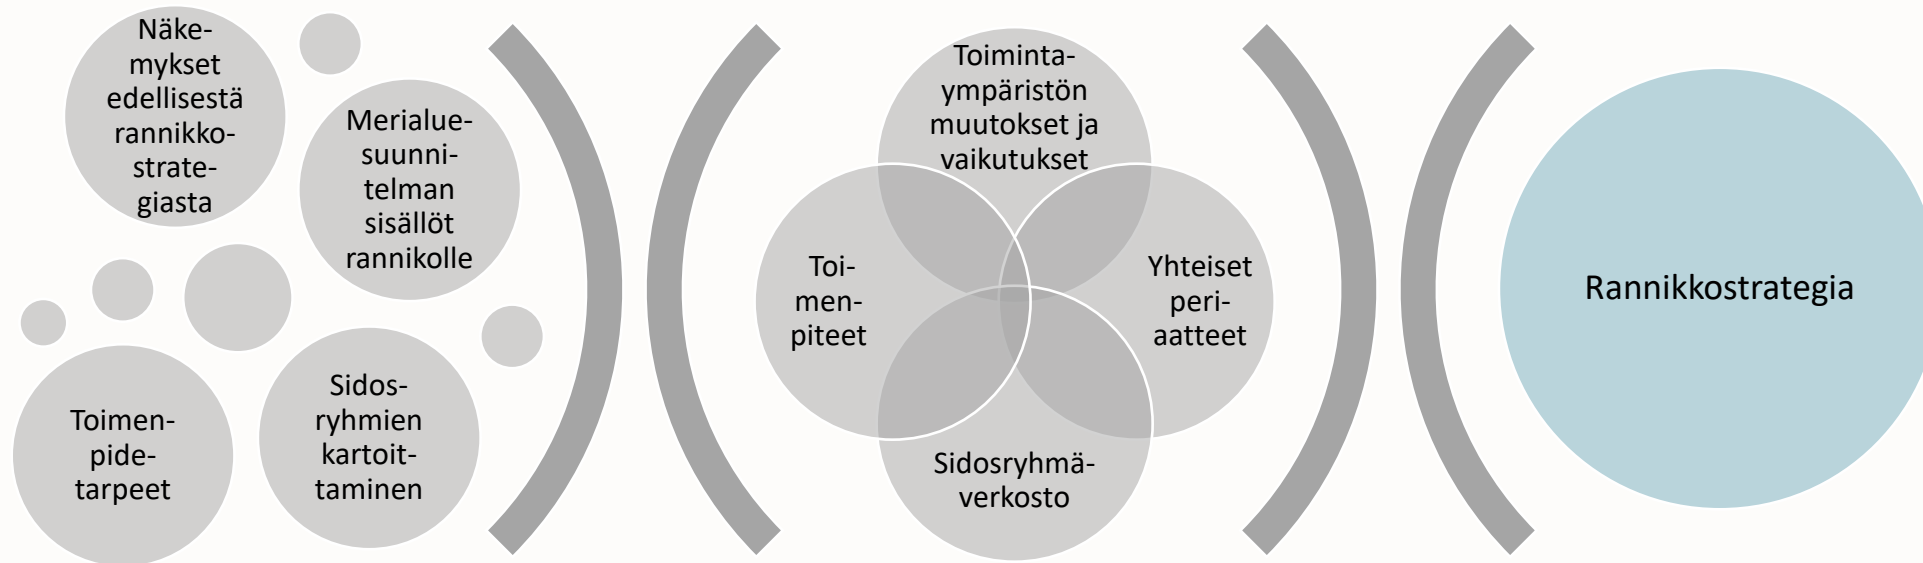 Näke-
mykset
edellisestä
rannikko-
strate-
giasta
Merialue-
suunni-
telman
sisällöt
rannikolle
Toimen-
pide-
tarpeet
Sidos-
ryhmien
kartoit-
taminen
Toiminta-
ympäristön
muutokset ja
vaikutukset
Toi-
men-
piteet
Yhteiset
peri-
aatteet
Sidosryhmä-
verkosto
Rannikkostrategia